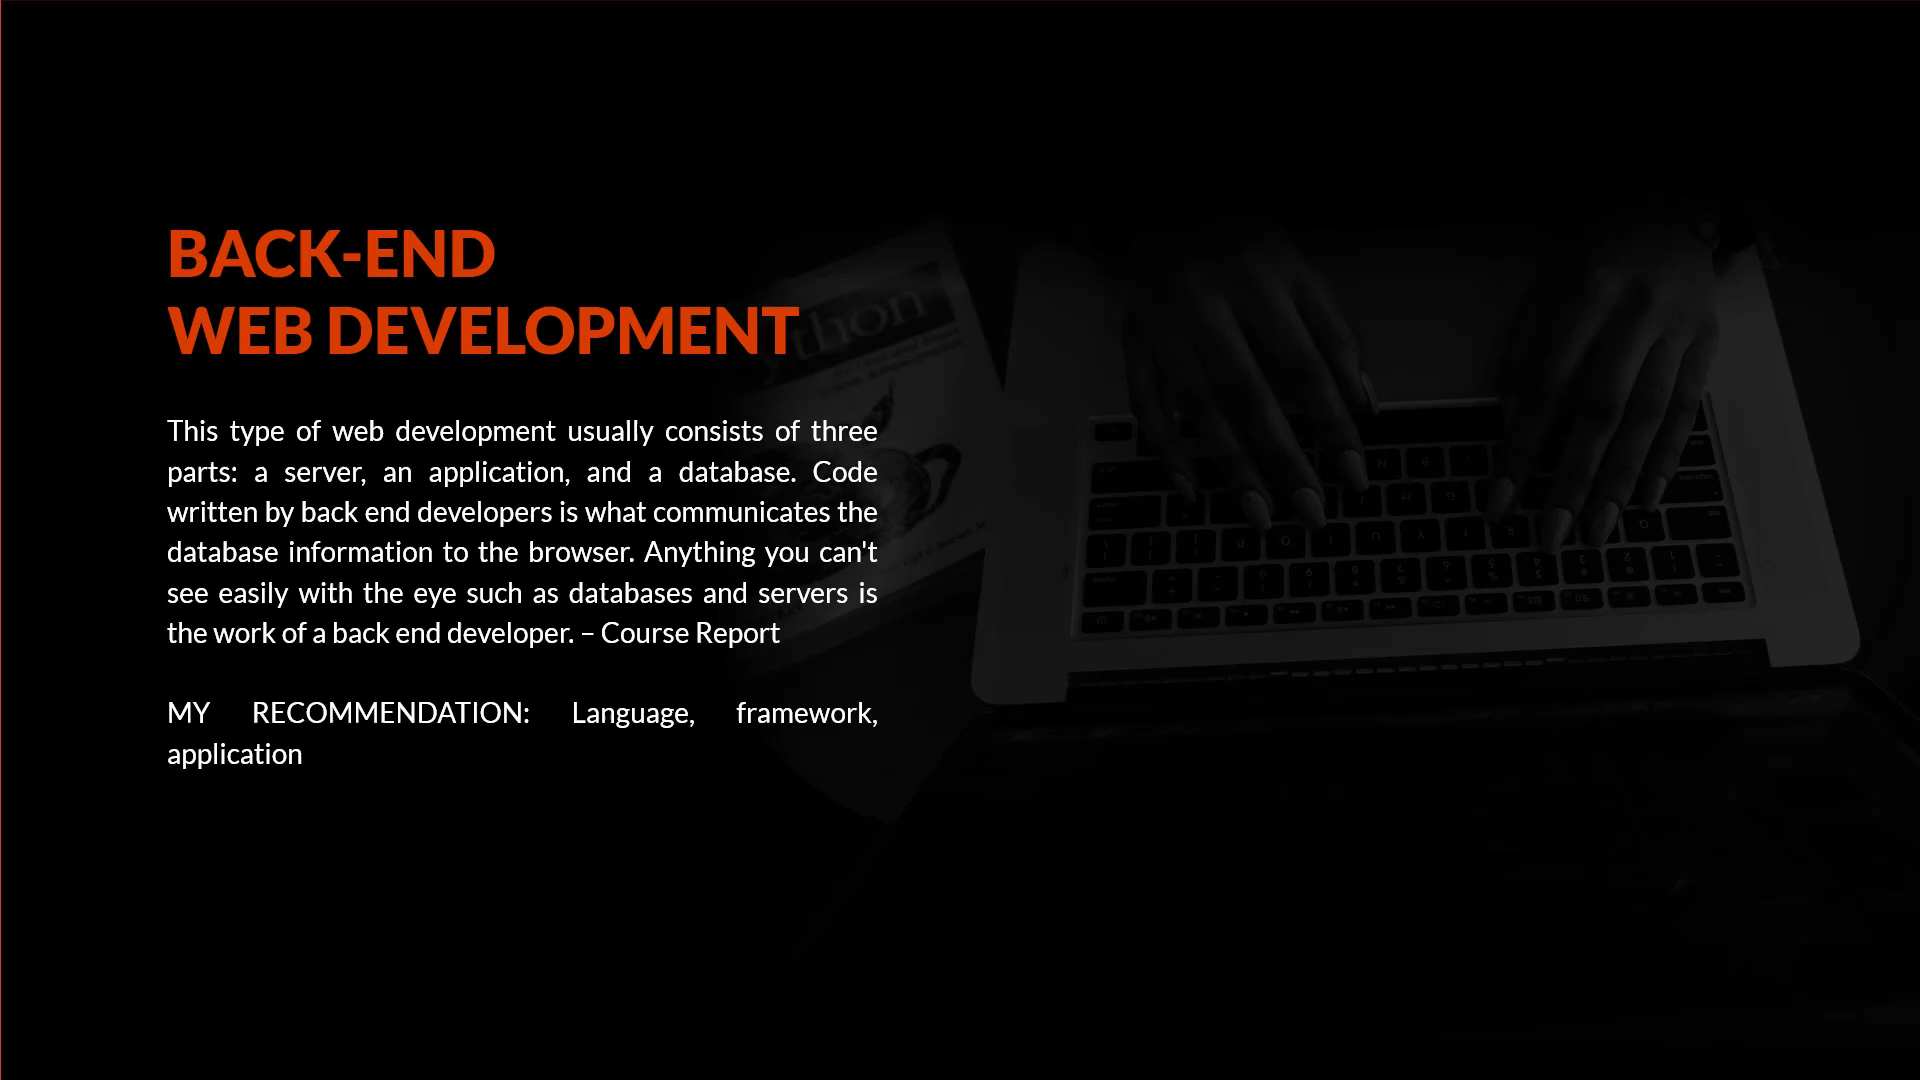 BACK-END
WEB DEVELOPMENT
This type of web development usually consists of three
parts: a server, an application, and a database. Code
written by back end developers is what communicates the
database information to the browser. Anything you can't
see easily with the eye such as databases and servers is
the work of a back end developer. – Course Report
MY RECOMMENDATION: Language, framework,
application